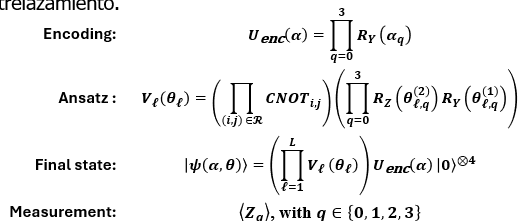 trelazamiento.
Encoding: U_enc(α) = ∏_{q=0}^{3} R_Y(α_q)
Ansatz : V_ℓ(θ_ℓ) = (∏_{(i,j)∈ℛ} CNOT_{i,j}) (∏_{q=0}^{3} R_Z(θ_{ℓ,q}^{(2)}) R_Y(θ_{ℓ,q}^{(1)}))
Final state: |ψ(α, θ)⟩ = (∏_{ℓ=1}^{L} V_ℓ(θ_ℓ)) U_enc(α) |0⟩^{⊗4}
Measurement: ⟨Z_q⟩, with q ∈ {0, 1, 2, 3}